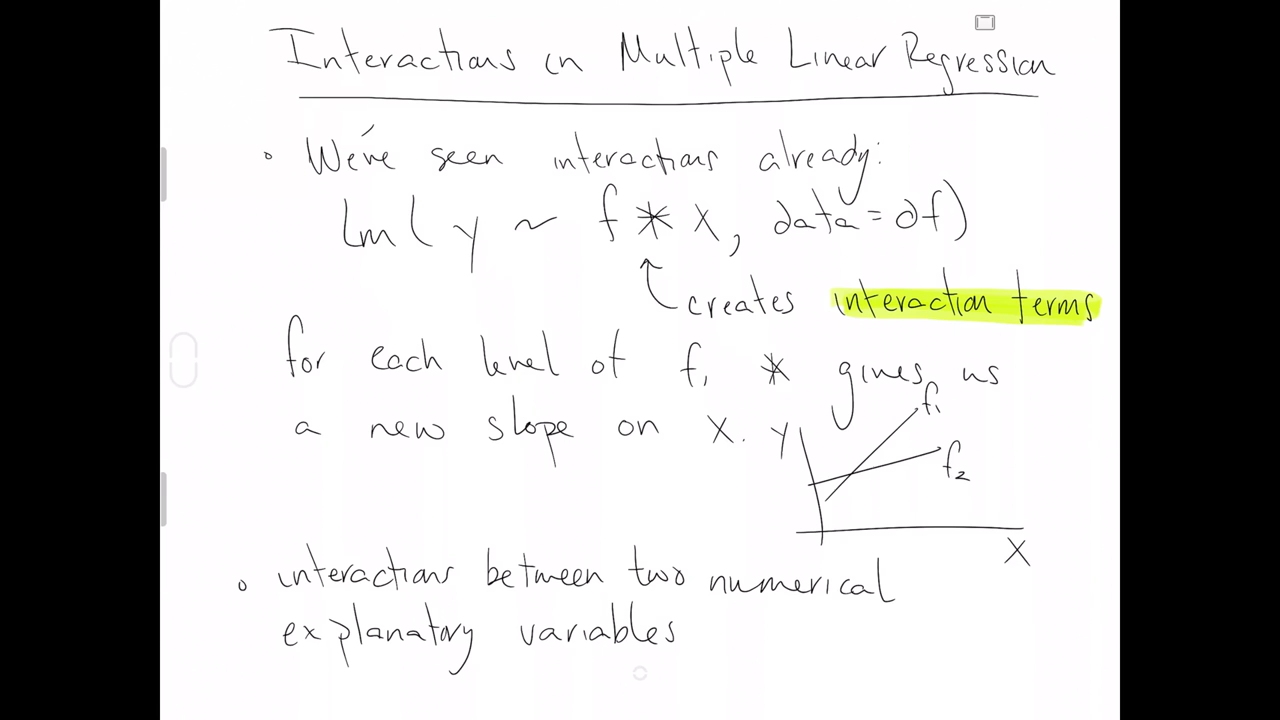 Interactions in Multiple Linear Regression
• We've seen interactions already:
lm( y ~ f * x, data = df)
creates interaction terms
for each level of f, * gives us
a new slope on x.
y
f₁
f₂
x
• interactions between two numerical
explanatory variables